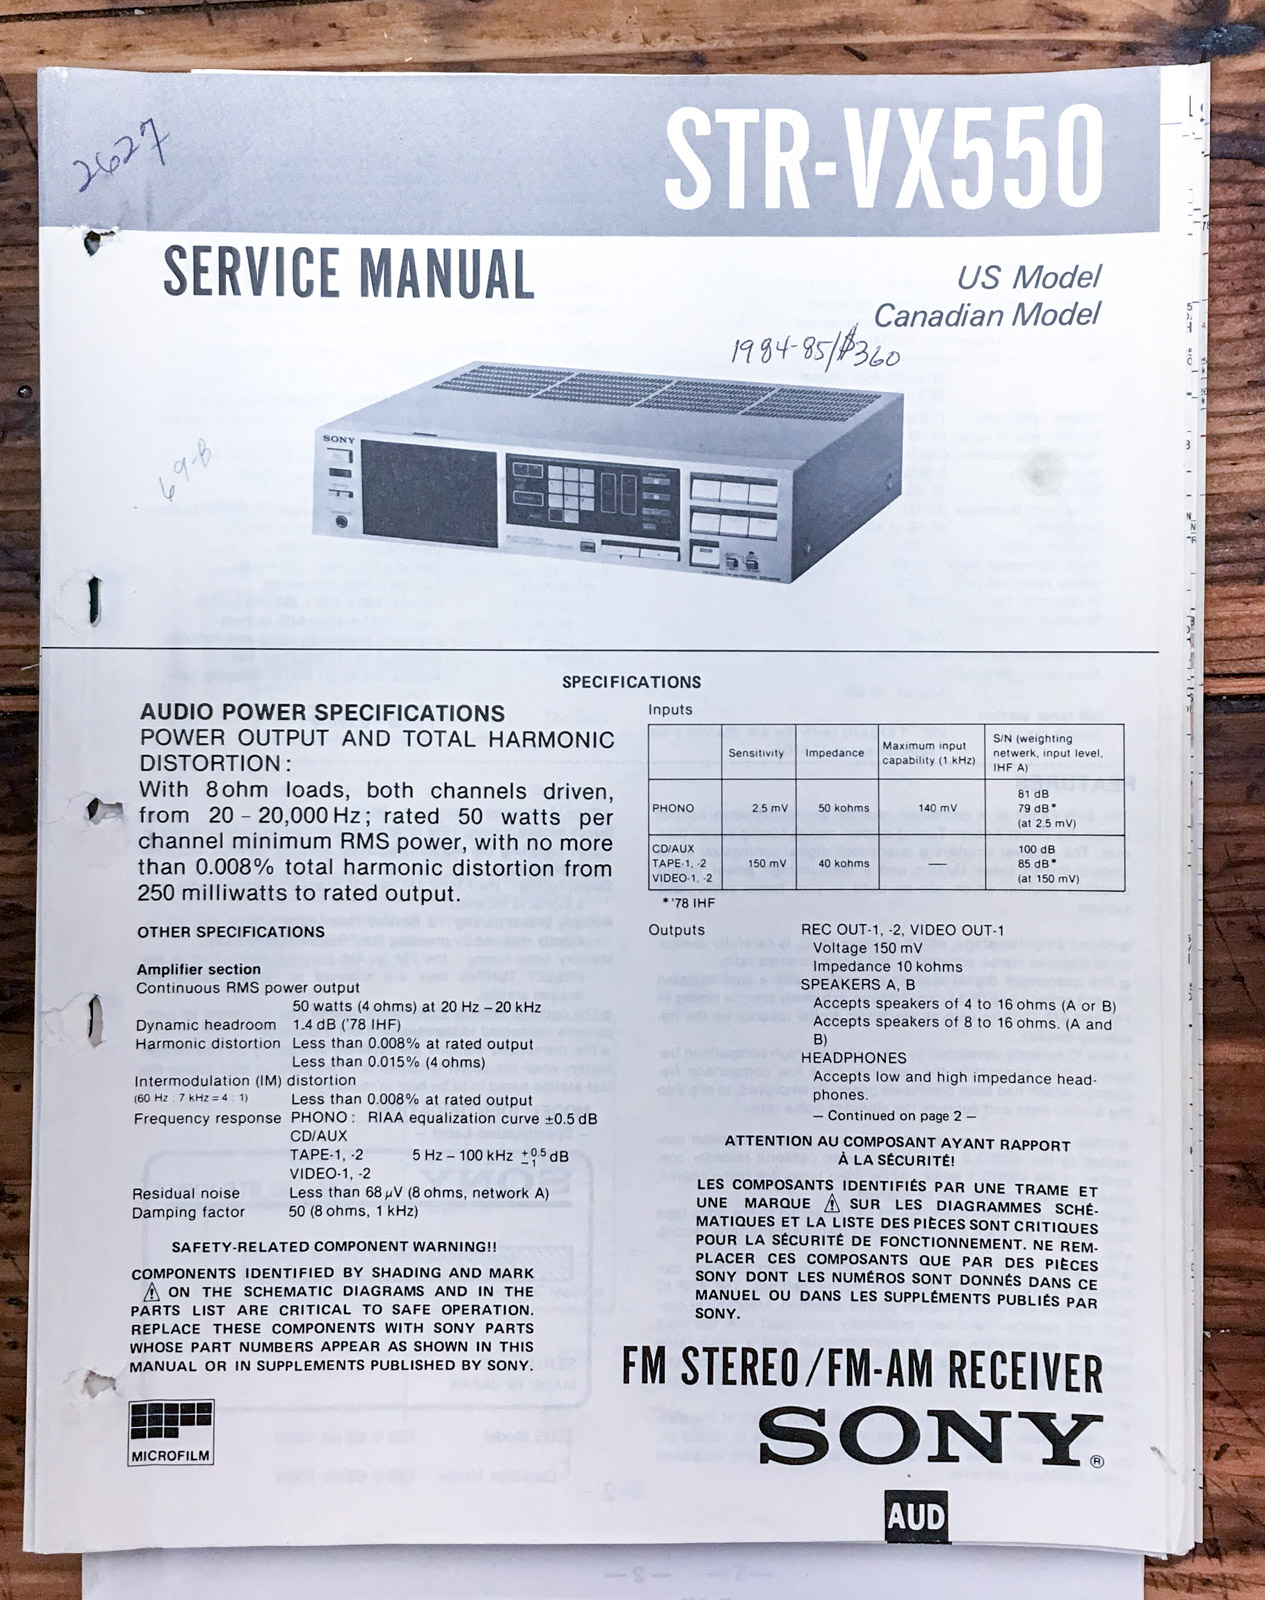 2627
STR-VX550
SERVICE MANUAL
US Model
Canadian Model
1984-85/$360
69-B
SONY
SPECIFICATIONS
AUDIO POWER SPECIFICATIONS
POWER OUTPUT AND TOTAL HARMONIC
DISTORTION:
With 8 ohm loads, both channels driven,
from 20 – 20,000 Hz; rated 50 watts per
channel minimum RMS power, with no more
than 0.008% total harmonic distortion from
250 milliwatts to rated output.
OTHER SPECIFICATIONS
Amplifier section
Continuous RMS power output
50 watts (4 ohms) at 20 Hz – 20 kHz
Dynamic headroom 1.4 dB ('78 IHF)
Harmonic distortion Less than 0.008% at rated output
Less than 0.015% (4 ohms)
Intermodulation (IM) distortion
(60 Hz : 7 kHz = 4 : 1) Less than 0.008% at rated output
Frequency response PHONO: RIAA equalization curve ±0.5 dB
CD/AUX
TAPE-1, -2 5 Hz – 100 kHz +0.5 −1 dB
VIDEO-1, -2
Residual noise Less than 68 μV (8 ohms, network A)
Damping factor 50 (8 ohms, 1 kHz)
SAFETY-RELATED COMPONENT WARNING!!
COMPONENTS IDENTIFIED BY SHADING AND MARK
⚠ ON THE SCHEMATIC DIAGRAMS AND IN THE
PARTS LIST ARE CRITICAL TO SAFE OPERATION.
REPLACE THESE COMPONENTS WITH SONY PARTS
WHOSE PART NUMBERS APPEAR AS SHOWN IN THIS
MANUAL OR IN SUPPLEMENTS PUBLISHED BY SONY.
MICROFILM
Inputs
Sensitivity Impedance Maximum input capability (1 kHz) S/N (weighting netwerk, input level, IHF A)
PHONO 2.5 mV 50 kohms 140 mV 81 dB 79 dB* (at 2.5 mV)
CD/AUX TAPE-1, -2 VIDEO-1, -2 150 mV 40 kohms 100 dB 85 dB* (at 150 mV)
*'78 IHF
Outputs REC OUT-1, -2, VIDEO OUT-1
Voltage 150 mV
Impedance 10 kohms
SPEAKERS A, B
Accepts speakers of 4 to 16 ohms (A or B)
Accepts speakers of 8 to 16 ohms. (A and
B)
HEADPHONES
Accepts low and high impedance head-
phones.
– Continued on page 2 –
ATTENTION AU COMPOSANT AYANT RAPPORT
À LA SÉCURITÉ!
LES COMPOSANTS IDENTIFIÉS PAR UNE TRAME ET
UNE MARQUE ⚠ SUR LES DIAGRAMMES SCHÉ-
MATIQUES ET LA LISTE DES PIÈCES SONT CRITIQUES
POUR LA SÉCURITÉ DE FONCTIONNEMENT. NE REM-
PLACER CES COMPOSANTS QUE PAR DES PIÈCES
SONY DONT LES NUMÉROS SONT DONNÉS DANS CE
MANUEL OU DANS LES SUPPLÉMENTS PUBLIÉS PAR
SONY.
FM STEREO/FM-AM RECEIVER
SONY®
AUD